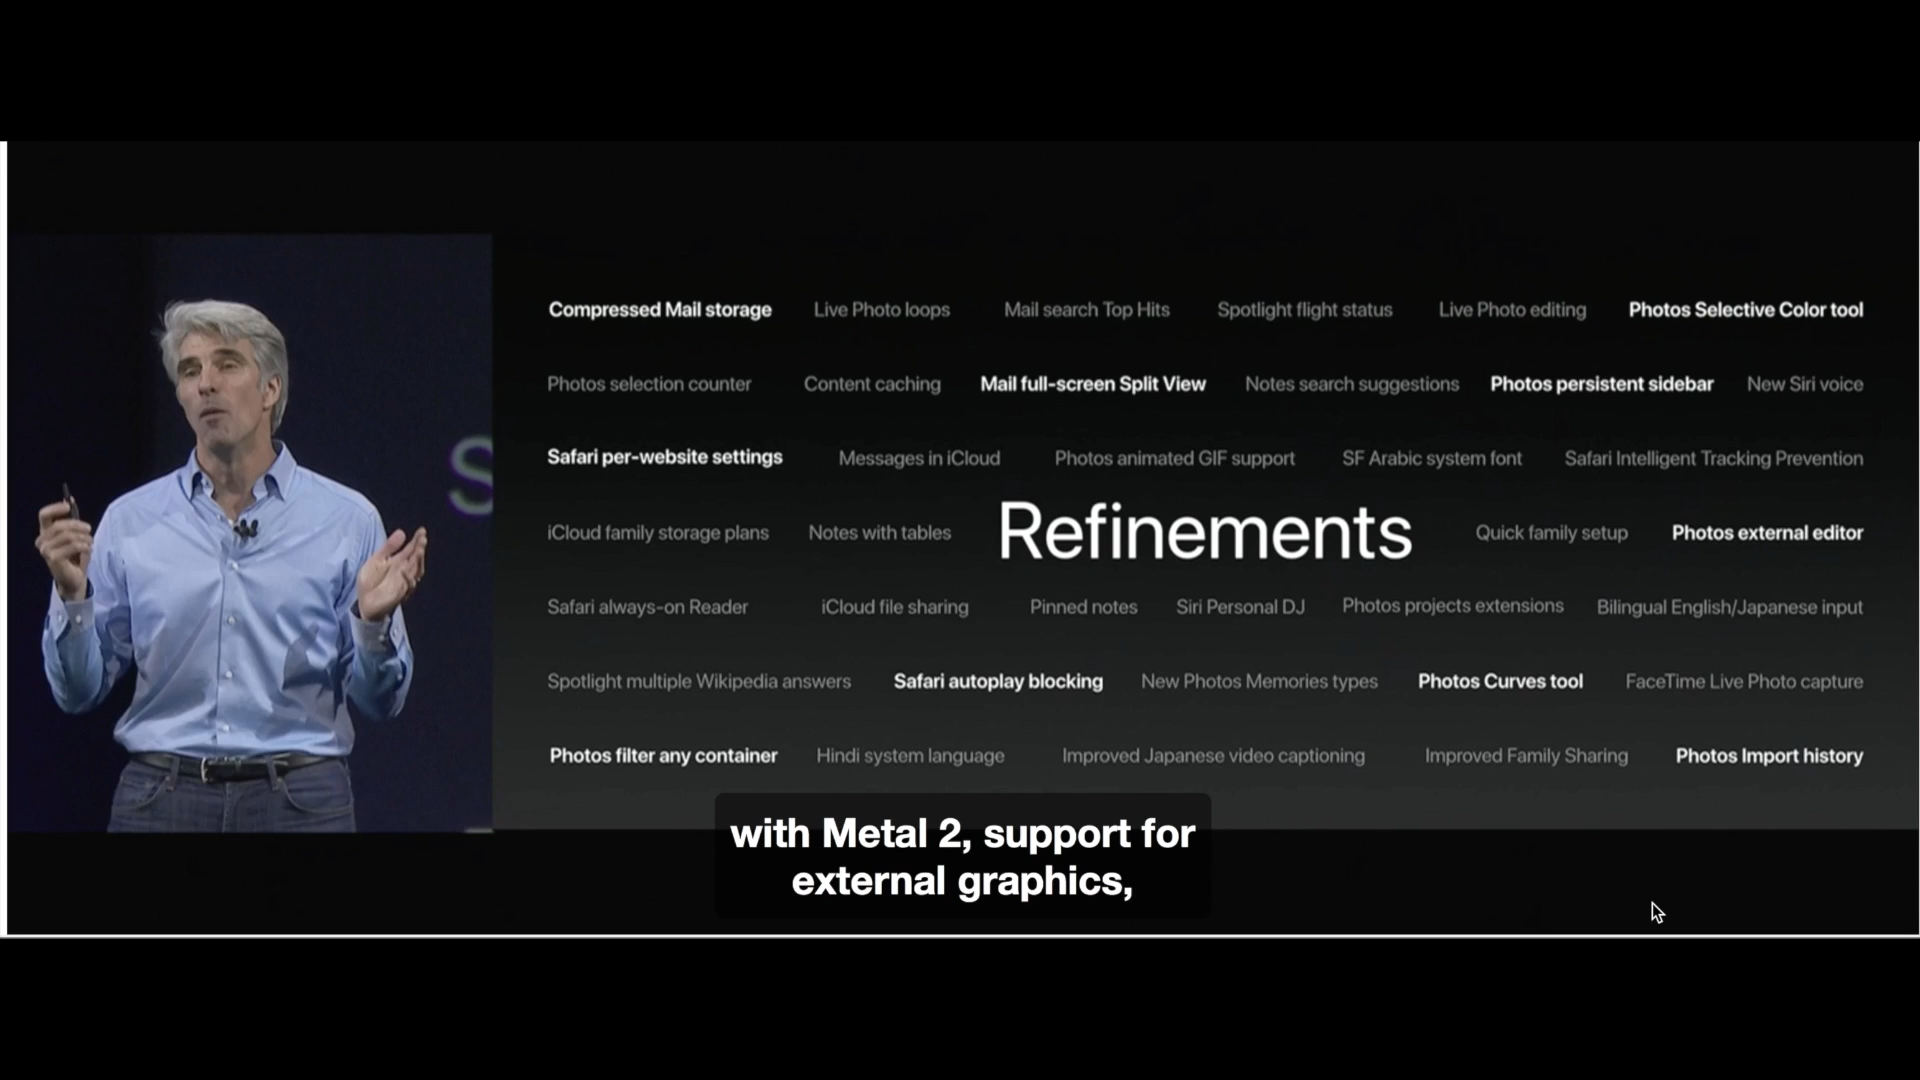 Compressed Mail storage Live Photo loops Mail search Top Hits Spotlight flight status Live Photo editing Photos Selective Color tool
Photos selection counter Content caching Mail full-screen Split View Notes search suggestions Photos persistent sidebar New Siri voice
Safari per-website settings Messages in iCloud Photos animated GIF support SF Arabic system font Safari Intelligent Tracking Prevention
S
iCloud family storage plans Notes with tables Refinements Quick family setup Photos external editor
Safari always-on Reader iCloud file sharing Pinned notes Siri Personal DJ Photos projects extensions Bilingual English/Japanese input
Spotlight multiple Wikipedia answers Safari autoplay blocking New Photos Memories types Photos Curves tool FaceTime Live Photo capture
Photos filter any container Hindi system language Improved Japanese video captioning Improved Family Sharing Photos Import history
with Metal 2, support for
external graphics,